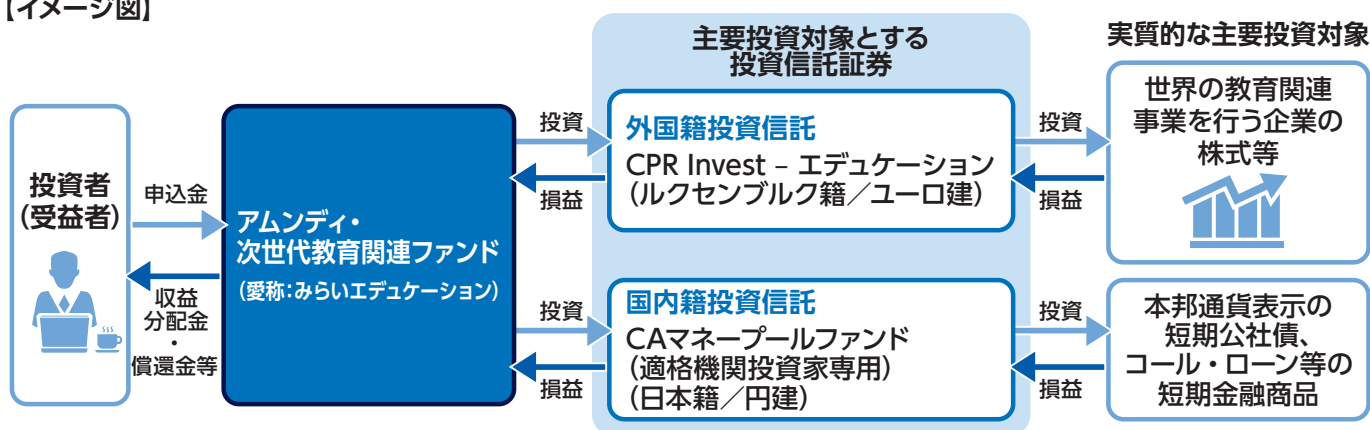 【イメージ図】
主要投資対象とする
投資信託証券
実質的な主要投資対象
投資者
（受益者）
申込金
収益
分配金
・
償還金等
アムンディ・
次世代教育関連ファンド
（愛称：みらいエデュケーション）
投資
損益
外国籍投資信託
CPR Invest – エデュケーション
（ルクセンブルク籍／ユーロ建）
投資
損益
世界の教育関連
事業を行う企業の
株式等
投資
損益
国内籍投資信託
CAマネープールファンド
（適格機関投資家専用）
（日本籍／円建）
投資
損益
本邦通貨表示の
短期公社債、
コール・ローン等の
短期金融商品